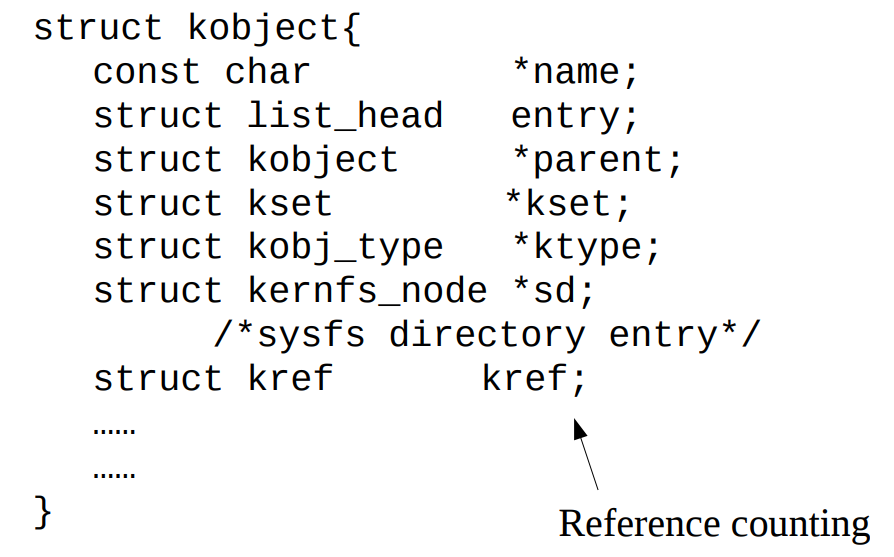 struct kobject{
const char *name;
struct list_head entry;
struct kobject *parent;
struct kset *kset;
struct kobj_type *ktype;
struct kernfs_node *sd;
/*sysfs directory entry*/
struct kref kref;
……
……
}
Reference counting